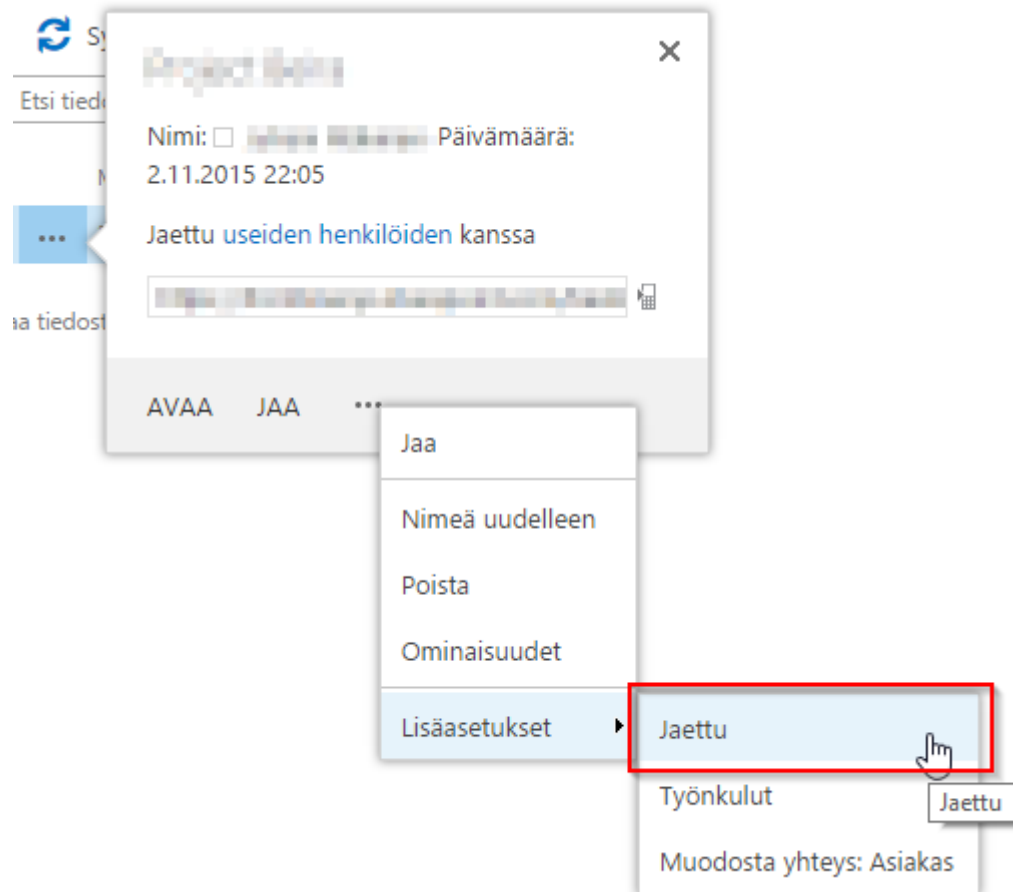 Sy
Etsi tiedo
Nimi: Päivämäärä:
2.11.2015 22:05
Jaettu useiden henkilöiden kanssa
aa tiedost
AVAA JAA ...
Jaa
Nimeä uudelleen
Poista
Ominaisuudet
Lisäasetukset
Jaettu
Työnkulut
Jaettu
Muodosta yhteys: Asiakas